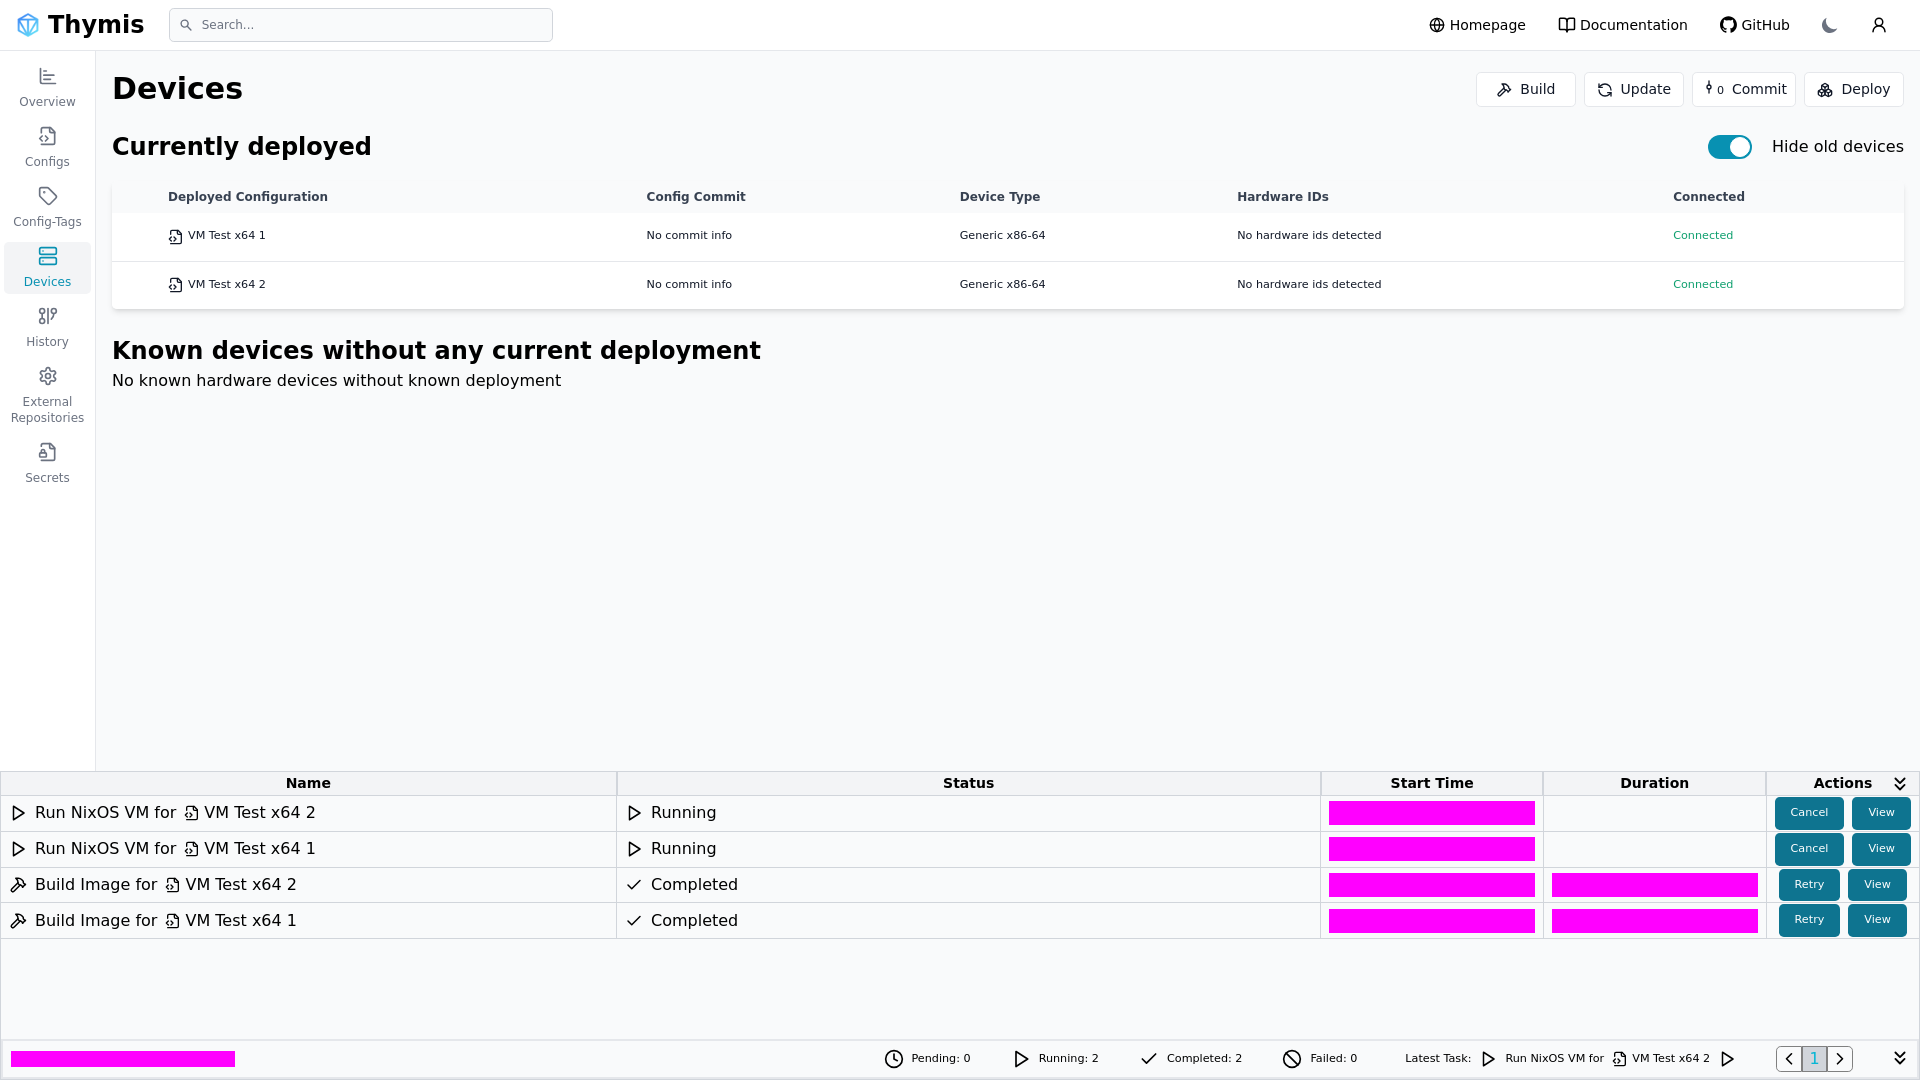 Thymis
Search...
Homepage
Documentation
GitHub
Overview
Configs
Config-Tags
Devices
History
External
Repositories
Secrets
Devices
Build
Update
0 Commit
Deploy
Currently deployed
Hide old devices
Deployed Configuration Config Commit Device Type Hardware IDs Connected
VM Test x64 1 No commit info Generic x86-64 No hardware ids detected Connected
VM Test x64 2 No commit info Generic x86-64 No hardware ids detected Connected
Known devices without any current deployment
No known hardware devices without known deployment
Name Status Start Time Duration Actions
Run NixOS VM for VM Test x64 2 Running Cancel View
Run NixOS VM for VM Test x64 1 Running Cancel View
Build Image for VM Test x64 2 Completed Retry View
Build Image for VM Test x64 1 Completed Retry View
Pending: 0 Running: 2 Completed: 2 Failed: 0 Latest Task: Run NixOS VM for VM Test x64 2 1